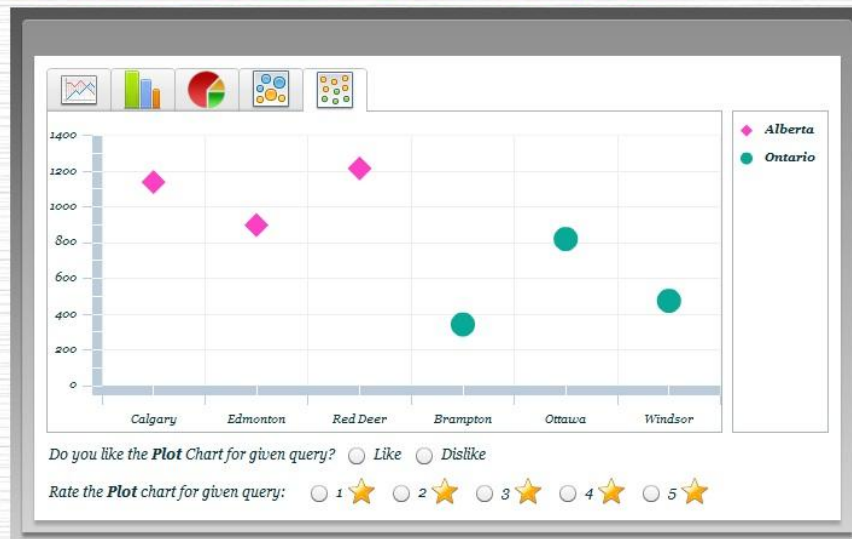 1400
1200
1000
800
600
400
200
0
Calgary Edmonton Red Deer Brampton Ottawa Windsor
Alberta
Ontario
Do you like the Plot Chart for given query? Like Dislike
Rate the Plot chart for given query: 1 2 3 4 5